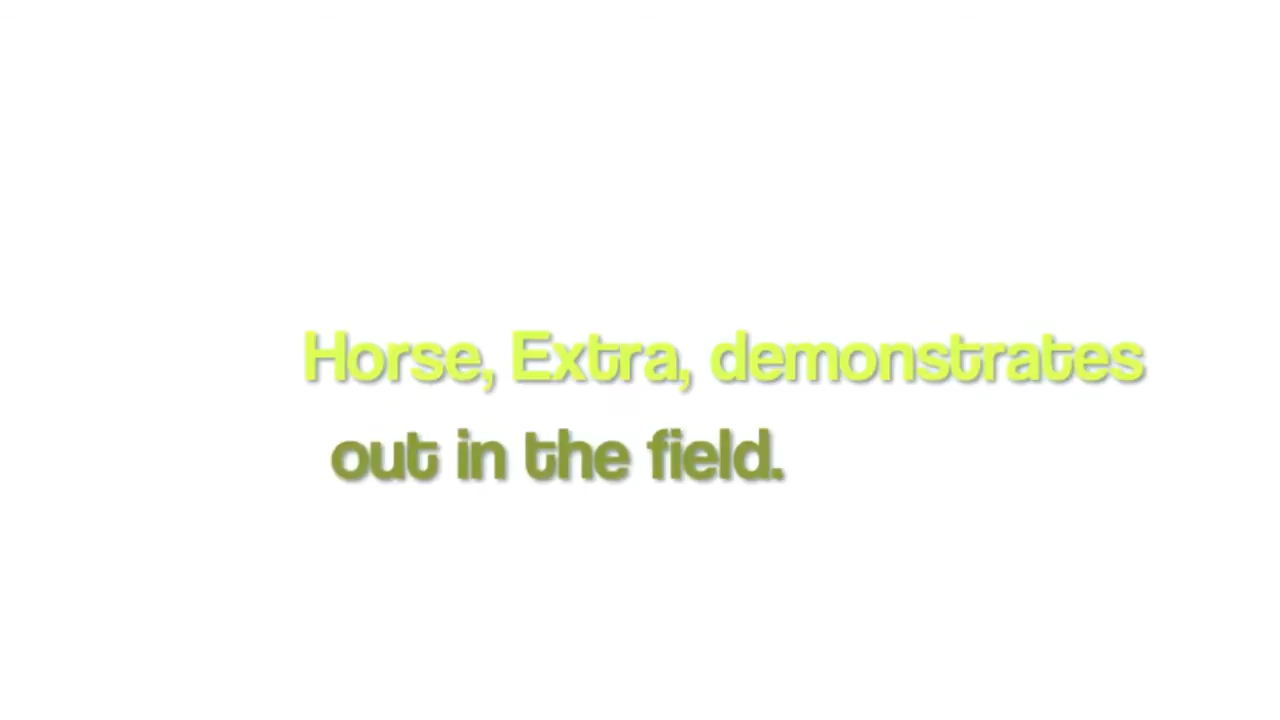 Horse, Extra, demonstrates
out in the field.